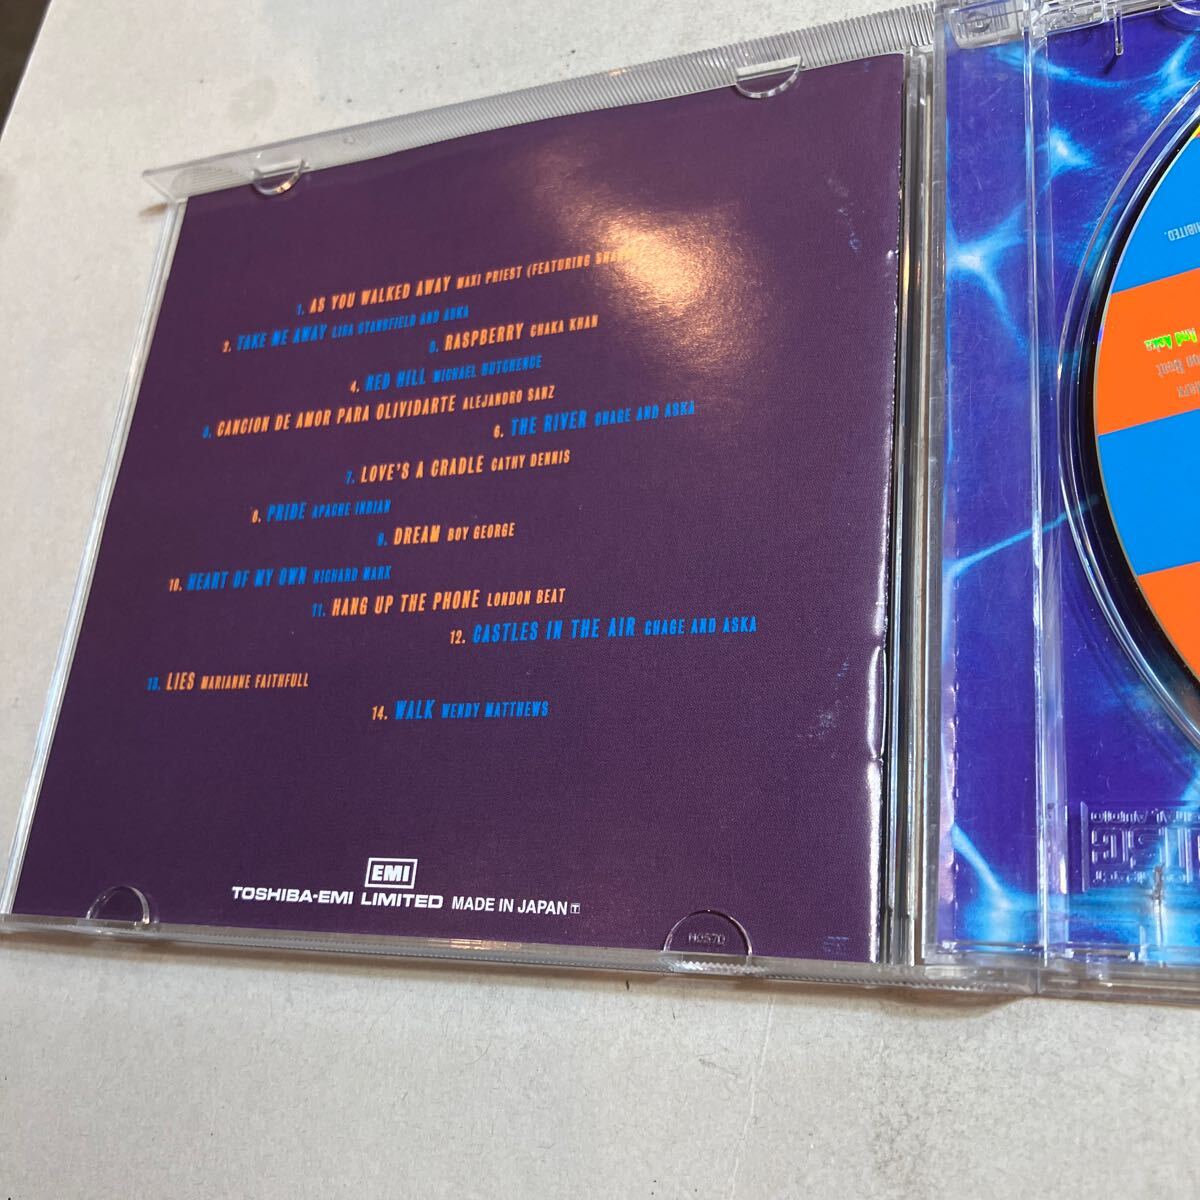 1. AS YOU WALKED AWAY MAXI PRIEST (FEATURING
2. TAKE ME AWAY LISA STANSFIELD AND ASKA
3. RASPBERRY CHAKA KHAN
4. RED HILL MICHAEL HUTCHENCE
5. CANCION DE AMOR PARA OLIVIDARTE ALEJANDRO SANZ
6. THE RIVER CHAGE AND ASKA
7. LOVE'S A CRADLE CATHY DENNIS
8. PRIDE APACHE INDIAN
9. DREAM BOY GEORGE
10. HEART OF MY OWN RICHARD MARX
11. HANG UP THE PHONE LONDON BEAT
12. CASTLES IN THE AIR CHAGE AND ASKA
13. LIES MARIANNE FAITHFULL
14. WALK WENDY MATTHEWS
EMI
TOSHIBA-EMI LIMITED MADE IN JAPAN T
And Aska